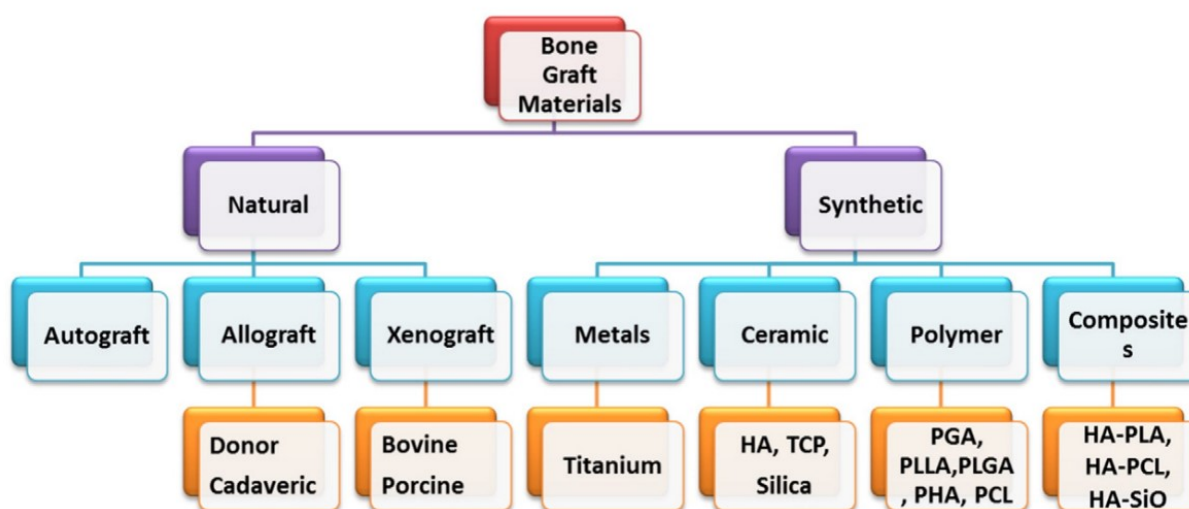 Bone
Graft
Materials
Natural
Synthetic
Autograft
Allograft
Xenograft
Metals
Ceramic
Polymer
Composite
s
Donor
Cadaveric
Bovine
Porcine
Titanium
HA, TCP,
Silica
PGA,
PLLA,PLGA
, PHA, PCL
HA-PLA,
HA-PCL,
HA-SiO